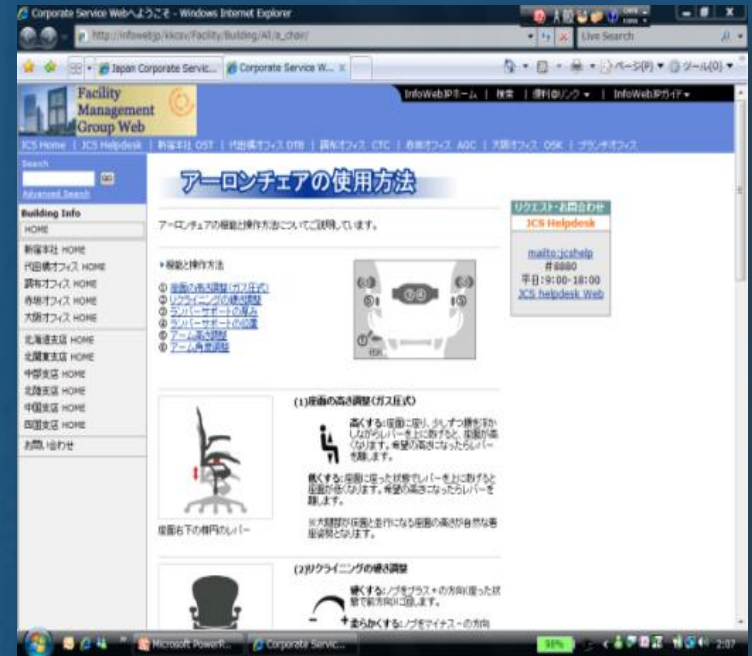 Corporate Service Webへようこそ - Windows Internet Explorer
Live Search
Japan Corporate Servic...
Corporate Service W...
ページ(P)
ツール(O)
Facility
Management
Group Web
InfoWebJPホーム | 検索 | 便利@リンク | InfoWebJPガイド
JCS Home | JCS Helpdesk | 新宿本社 OST | 代田橋オフィス DTB | 調布オフィス CTC | 赤坂オフィス AGC | 大阪オフィス OSK | ブランチオフィス
Search
GO
Advanced Search
Building Info
HOME
新宿本社 HOME
代田橋オフィス HOME
調布オフィス HOME
赤坂オフィス HOME
大阪オフィス HOME
北海道支店 HOME
北関東支店 HOME
中部支店 HOME
北陸支店 HOME
中国支店 HOME
四国支店 HOME
お問い合わせ
アーロンチェアの使用方法
アーロンチェアの機能と操作方法についてご説明しています。
機能と操作方法
① 座面の高さ調整(ガス圧式)
② リクライニングの硬さ調整
③ ランバーサポートの厚み
④ ランバーサポートの位置
⑤ アーム高さ調整
⑥ アーム角度調整
リクエスト・お問合わせ
JCS Helpdesk
mailto:jcshelp
#8880
平日:9:00-18:00
JCS helpdesk Web
(1)座面の高さ調整(ガス圧式)
高くする:座面に座り、少しずつ腰を浮か
しながらレバーを上に挙げると、座面が高
くなります。希望の高さになったらレバー
を離します。
低くする:座面に座った状態でレバーを上に挙げると
座面が低くなります。希望の高さになったらレバーを
離します。
※大腿部が床面と並行になる座面の高さが自然な着
座姿勢となります。
座面右下の楕円のレバー
(2)リクライニングの硬さ調整
硬くする:ノブをプラス+の方向(座った状
態で前方向)に回します。
柔らかくする:ノブをマイナス-の方向
Microsoft PowerP...
Corporate Servic...
98%
2:07